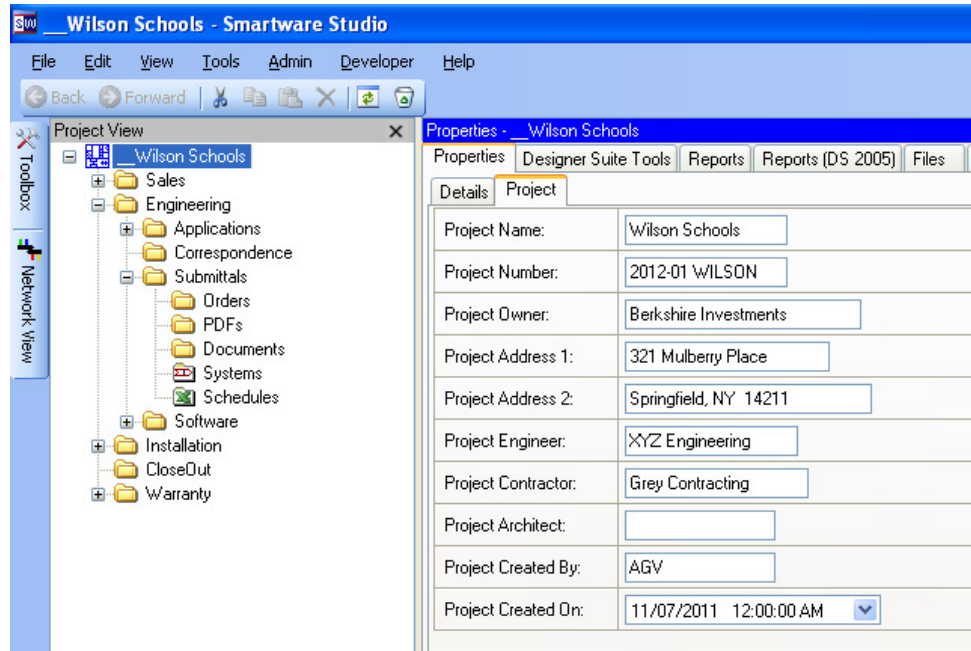 SW __Wilson Schools - Smartware Studio
File Edit View Tools Admin Developer Help
Back Forward
Toolbox
Network View
Project View
__Wilson Schools
Sales
Engineering
Applications
Correspondence
Submittals
Orders
PDFs
Documents
Systems
Schedules
Software
Installation
CloseOut
Warranty
Properties - __Wilson Schools
Properties Designer Suite Tools Reports Reports (DS 2005) Files
Details Project
Project Name: Wilson Schools
Project Number: 2012-01 WILSON
Project Owner: Berkshire Investments
Project Address 1: 321 Mulberry Place
Project Address 2: Springfield, NY 14211
Project Engineer: XYZ Engineering
Project Contractor: Grey Contracting
Project Architect:
Project Created By: AGV
Project Created On: 11/07/2011 12:00:00 AM